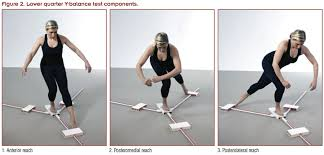 Figure 2. Lower quarter Y-balance test components.
1. Anterior reach
2. Posteromedial reach
3. Posterolateral reach